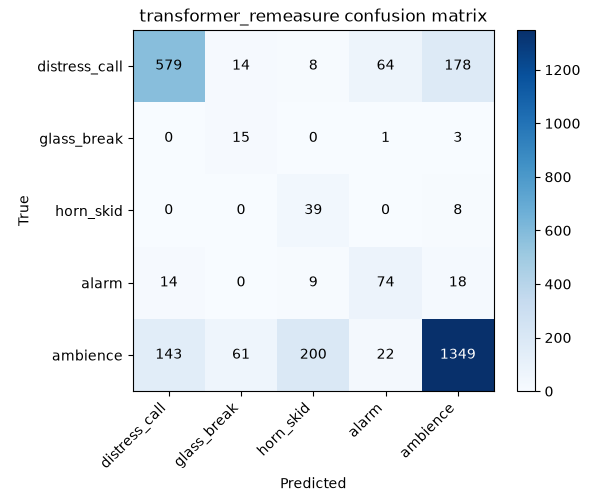 transformer_remeasure confusion matrix
True
distress_call 579 14 8 64 178
glass_break 0 15 0 1 3
horn_skid 0 0 39 0 8
alarm 14 0 9 74 18
ambience 143 61 200 22 1349
distress_call glass_break horn_skid alarm ambience
Predicted
1200
1000
800
600
400
200
0